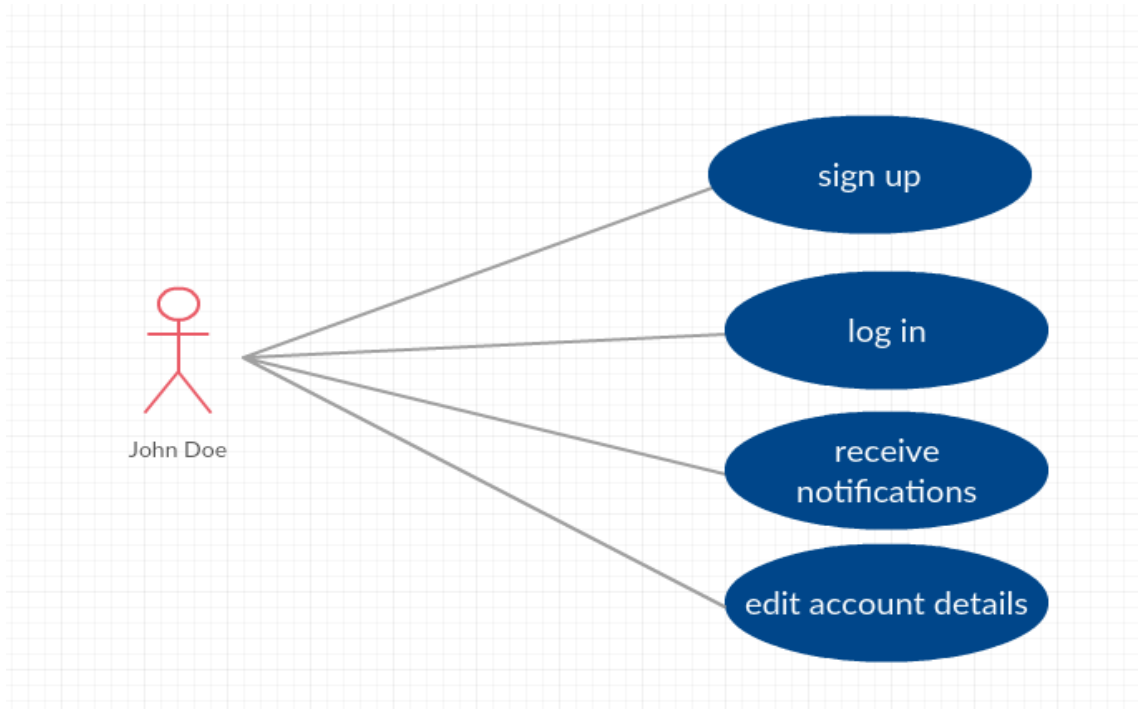 sign up
log in
John Doe
receive
notifications
edit account details